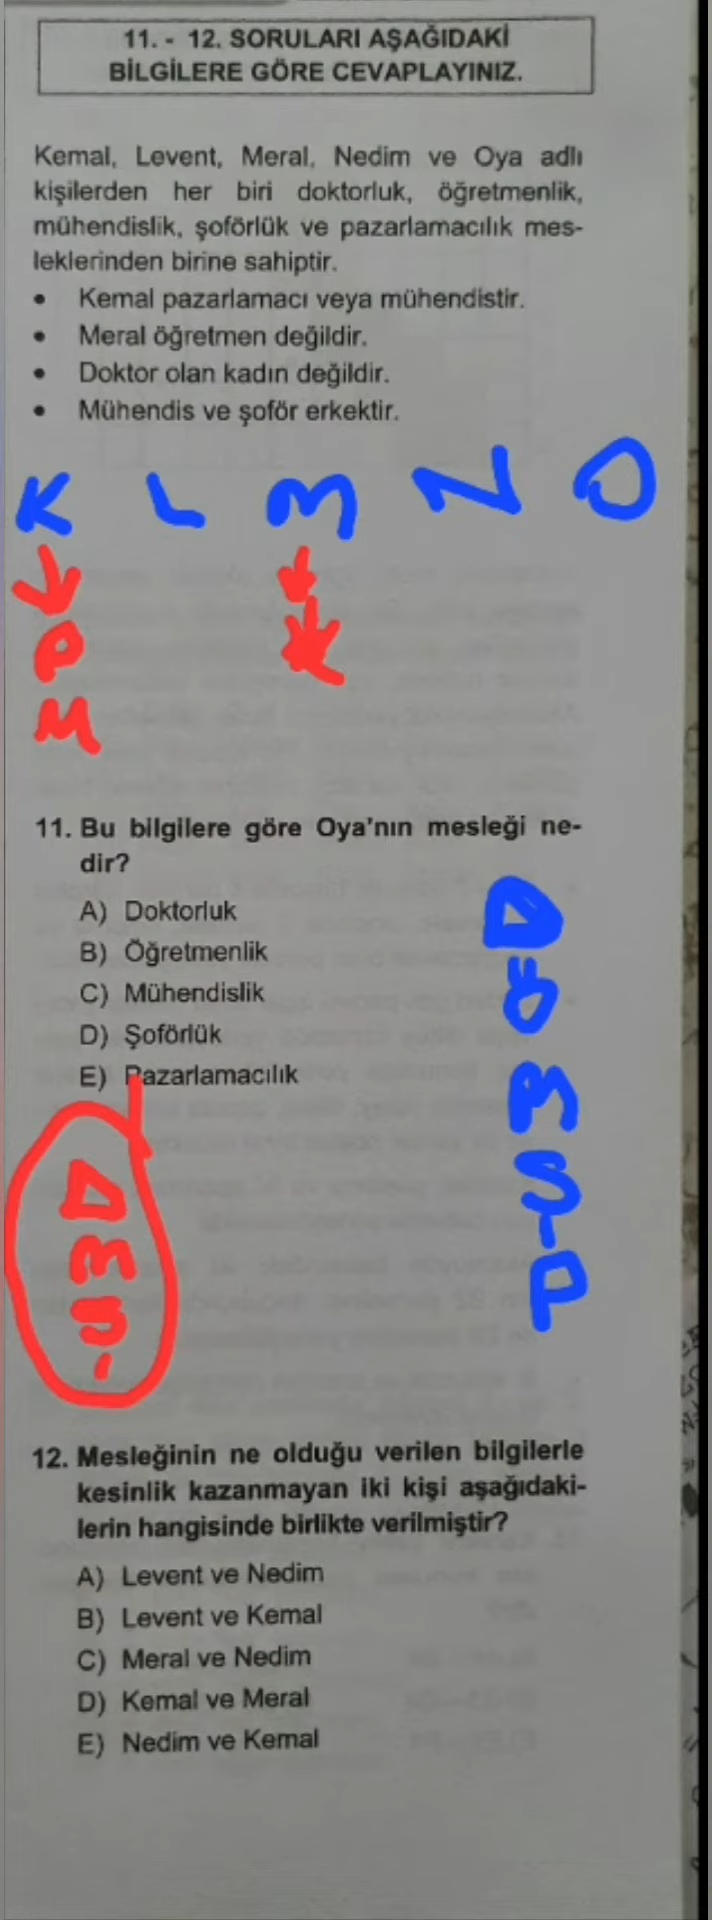 11. - 12. SORULARI AŞAĞIDAKİ
BİLGİLERE GÖRE CEVAPLAYINIZ.
Kemal, Levent, Meral, Nedim ve Oya adlı
kişilerden her biri doktorluk, öğretmenlik,
mühendislik, şoförlük ve pazarlamacılık mes-
leklerinden birine sahiptir.
• Kemal pazarlamacı veya mühendistir.
• Meral öğretmen değildir.
• Doktor olan kadın değildir.
• Mühendis ve şoför erkektir.
K L M N O
P
M
11. Bu bilgilere göre Oya'nın mesleği ne-
dir?
A) Doktorluk
B) Öğretmenlik
C) Mühendislik
D) Şoförlük
E) Pazarlamacılık
D
Ö
M
Ş
P
D
M
12. Mesleğinin ne olduğu verilen bilgilerle
kesinlik kazanmayan iki kişi aşağıdaki-
lerin hangisinde birlikte verilmiştir?
A) Levent ve Nedim
B) Levent ve Kemal
C) Meral ve Nedim
D) Kemal ve Meral
E) Nedim ve Kemal